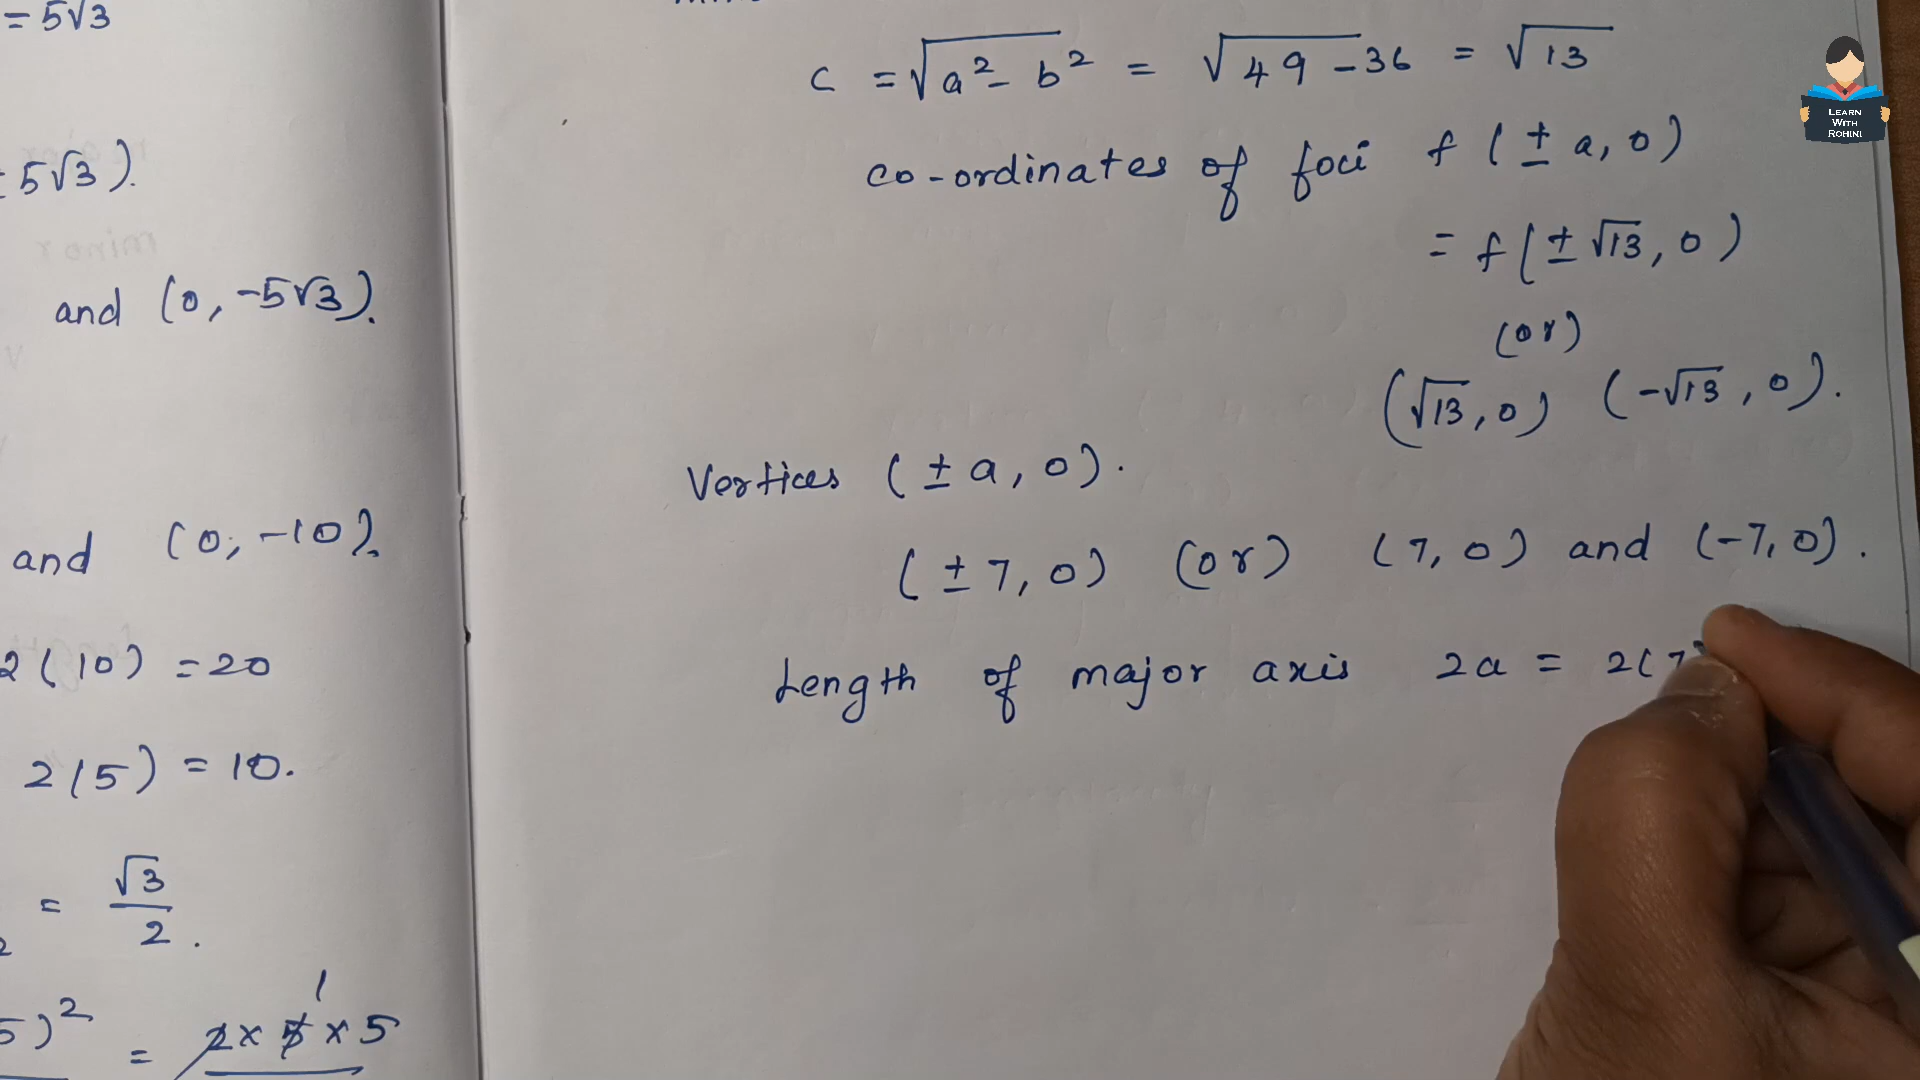 = 5√3
5√3).
and (0, -5√3).
and (0, -10).
2(10) = 20
2(5) = 10.
= √3/2.
5)² = 2×5×5
1
c = √a²-b² = √49-36 = √13
co-ordinates of foci f (± a, 0)
= f(± √13, 0)
(or)
(√13, 0) (-√13, 0).
Vertices (± a, 0).
(± 7, 0) (or) (7, 0) and (-7, 0).
Length of major axis 2a = 2(7)
LEARN
WITH
ROHINI